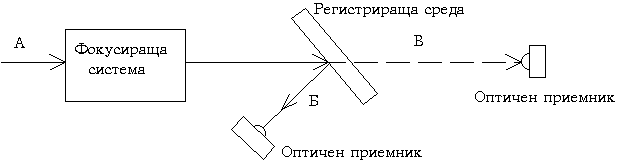 Регистрираща среда
А
В
Фокусираща
система
Оптичен приемник
Б
Оптичен приемник